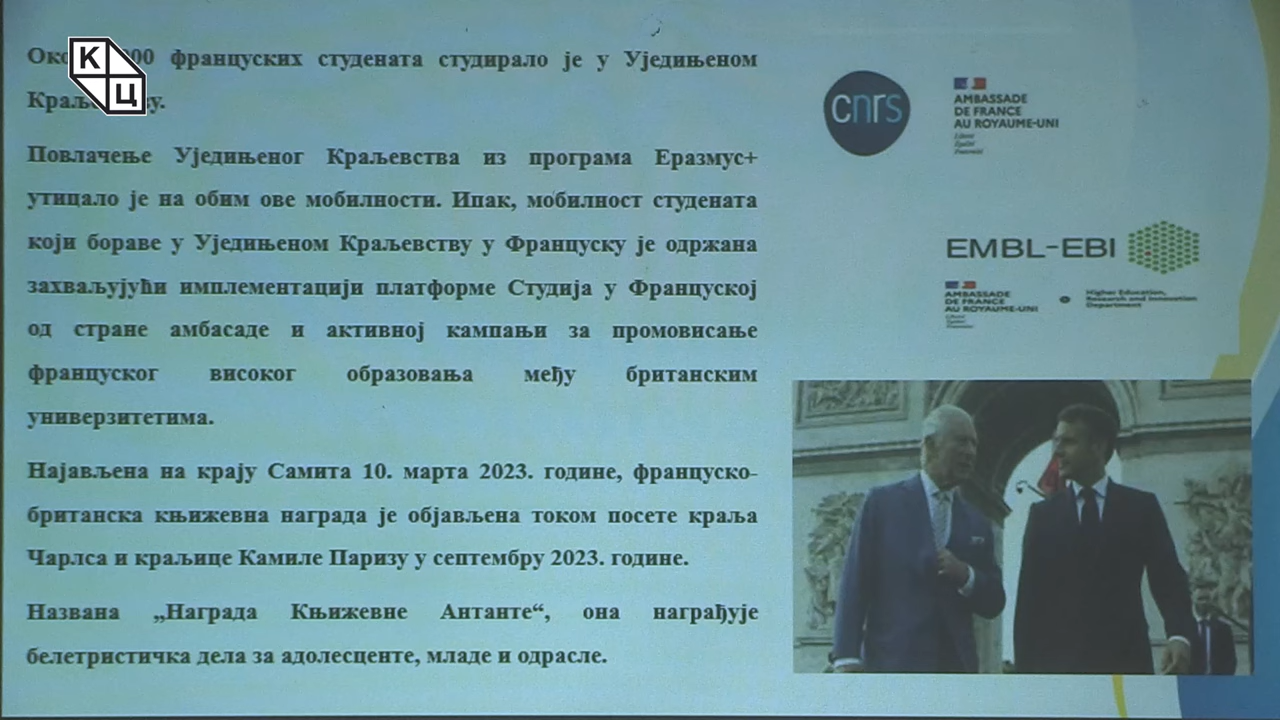 К
Ц
француских студената студирало је у Уједињеном
Повлачење Уједињеног Краљевства из програма Еразмус+
утицало је на обим ове мобилности. Ипак, мобилност студената
који бораве у Уједињеном Краљевству у Француску је одржана
захваљујући имплементацији платформе Студија у Француској
од стране амбасаде и активној кампањи за промовисање
француског високог образовања међу британским
универзитетима.
Најављена на крају Самита 10. марта 2023. године, француско-
британска књижевна награда је објављена током посете краља
Чарлса и краљице Камиле Паризу у септембру 2023. године.
Названа „Награда Књижевне Антанте“, она награђује
белетристичка дела за адолесценте, младе и одрасле.
cnrs
AMBASSADE
DE FRANCE
AU ROYAUME-UNI
Liberté
Égalité
Fraternité
EMBL-EBI
AMBASSADE
DE FRANCE
AU ROYAUME-UNI
Higher Education,
Research and Innovation
Department